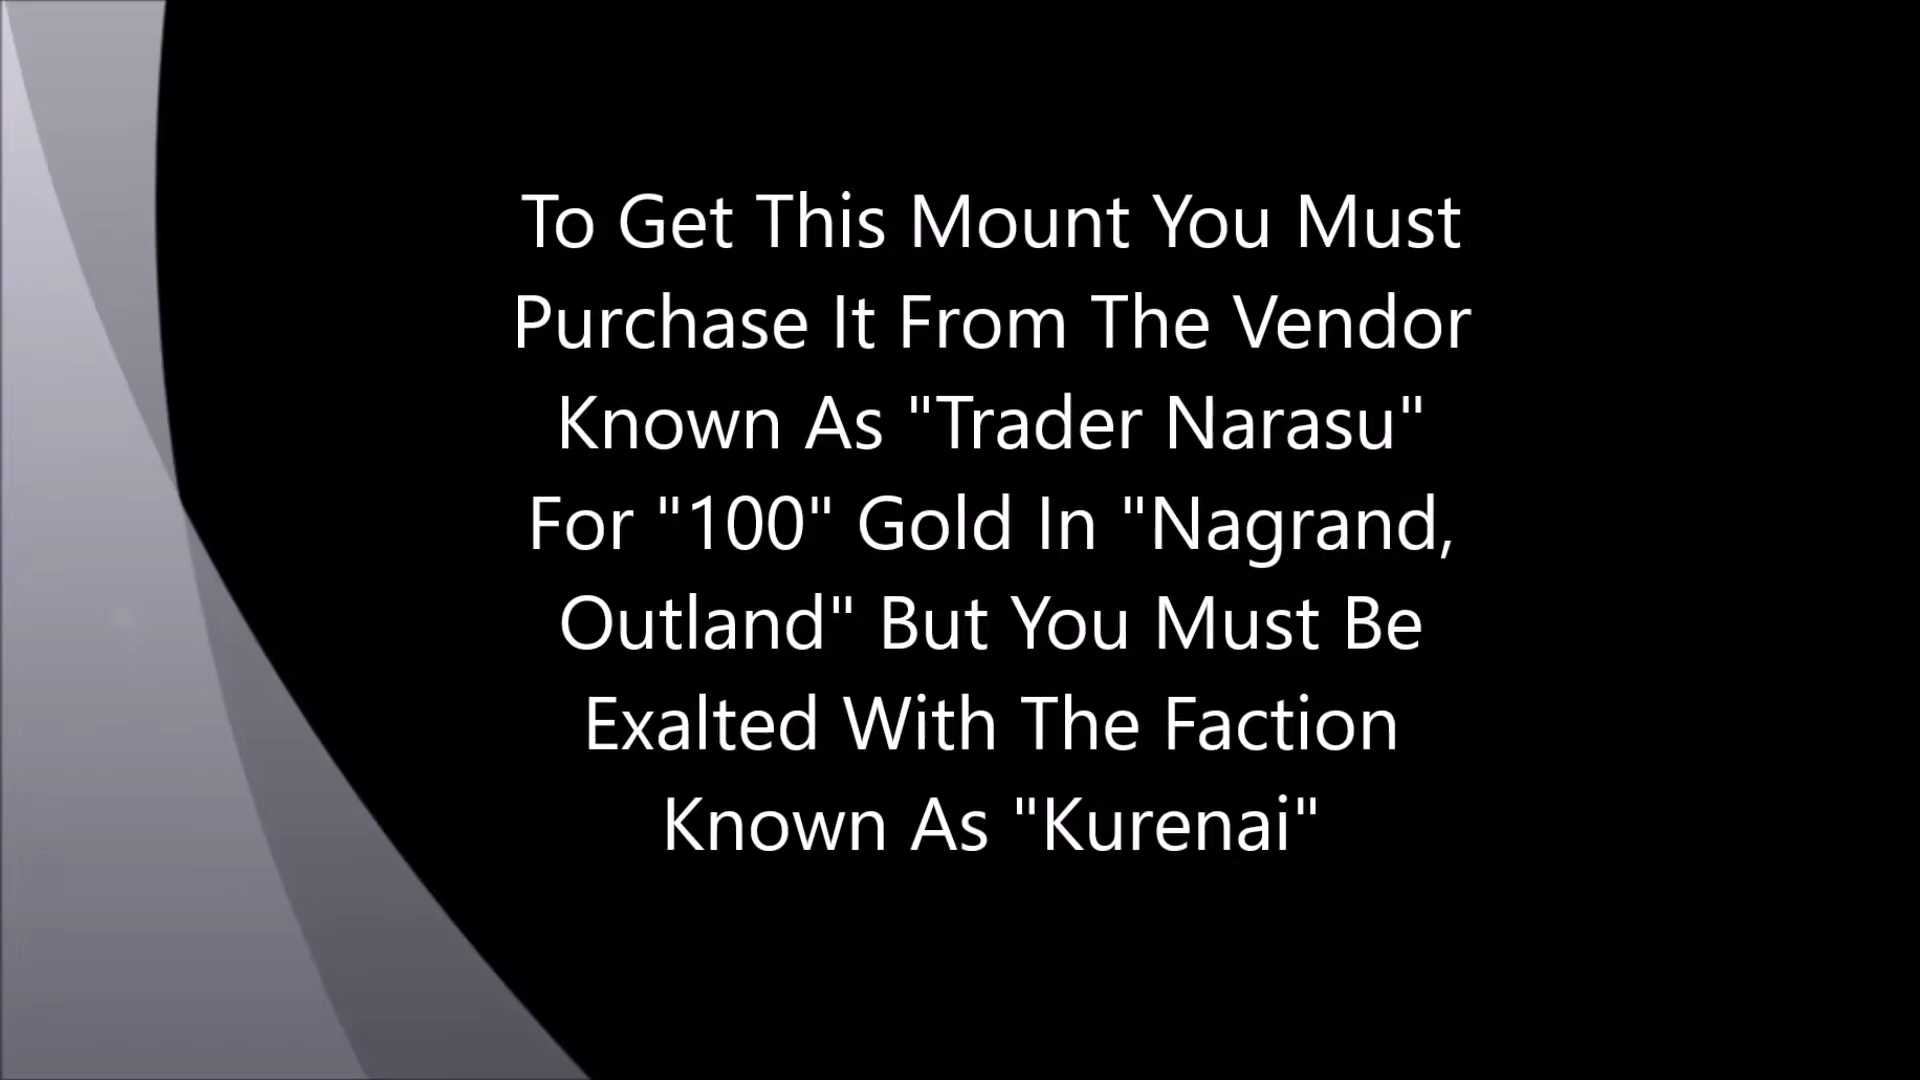 To Get This Mount You Must
Purchase It From The Vendor
Known As "Trader Narasu"
For "100" Gold In "Nagrand,
Outland" But You Must Be
Exalted With The Faction
Known As "Kurenai"